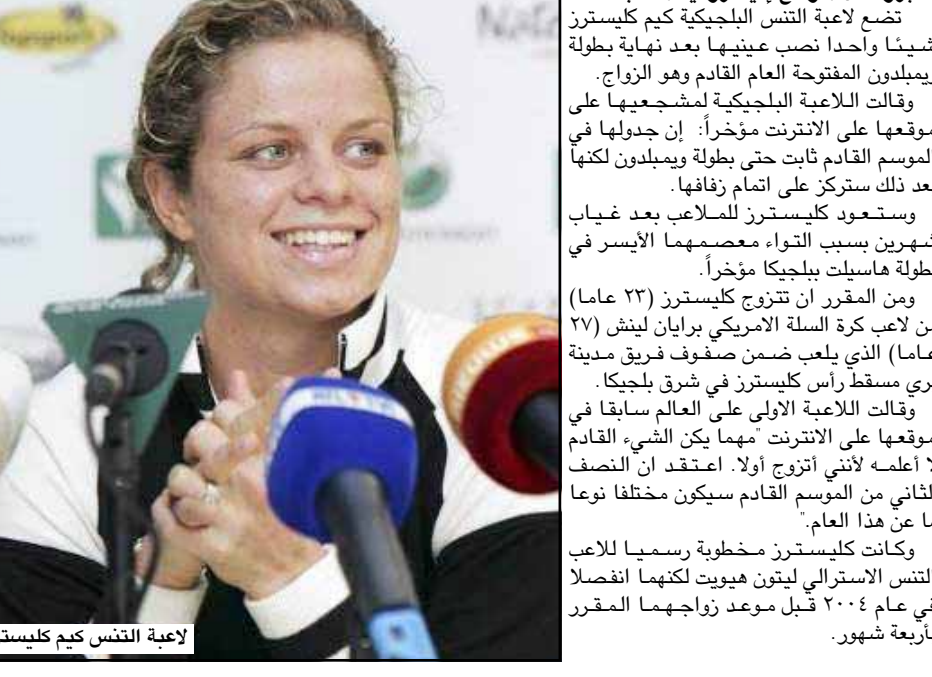 تضع لاعبة التنس البلجيكية كيم كليسترز
شيئا واحدا نصب عينيها بعد نهاية بطولة
ويمبلدون المفتوحة العام القادم وهو الزواج.
وقالت اللاعبة البلجيكية لمشجعيها على
موقعها على الانترنت مؤخراً: إن جدولها في
الموسم القادم ثابت حتى بطولة ويمبلدون لكنها
بعد ذلك ستركز على اتمام زفافها.
وستعود كليسترز للملاعب بعد غياب
شهرين بسبب التواء معصمهما الأيسر في
بطولة هاسيلت ببلجيكا مؤخراً.
ومن المقرر ان تتزوج كليسترز (٢٣ عاما)
من لاعب كرة السلة الامريكي برايان لينش (٢٧
عاما) الذي يلعب ضمن صفوف فريق مدينة
بري مسقط رأس كليسترز في شرق بلجيكا.
وقالت اللاعبة الاولى على العالم سابقا في
موقعها على الانترنت "مهما يكن الشيء القادم
لا أعلمه لأنني أتزوج أولا. اعتقد ان النصف
الثاني من الموسم القادم سيكون مختلفا نوعا
ما عن هذا العام."
وكانت كليسترز مخطوبة رسميا للاعب
التنس الاسترالي ليتون هيويت لكنهما انفصلا
في عام ٢٠٠٤ قبل موعد زواجهما المقرر
بأربعة شهور.
لاعبة التنس كيم كليست